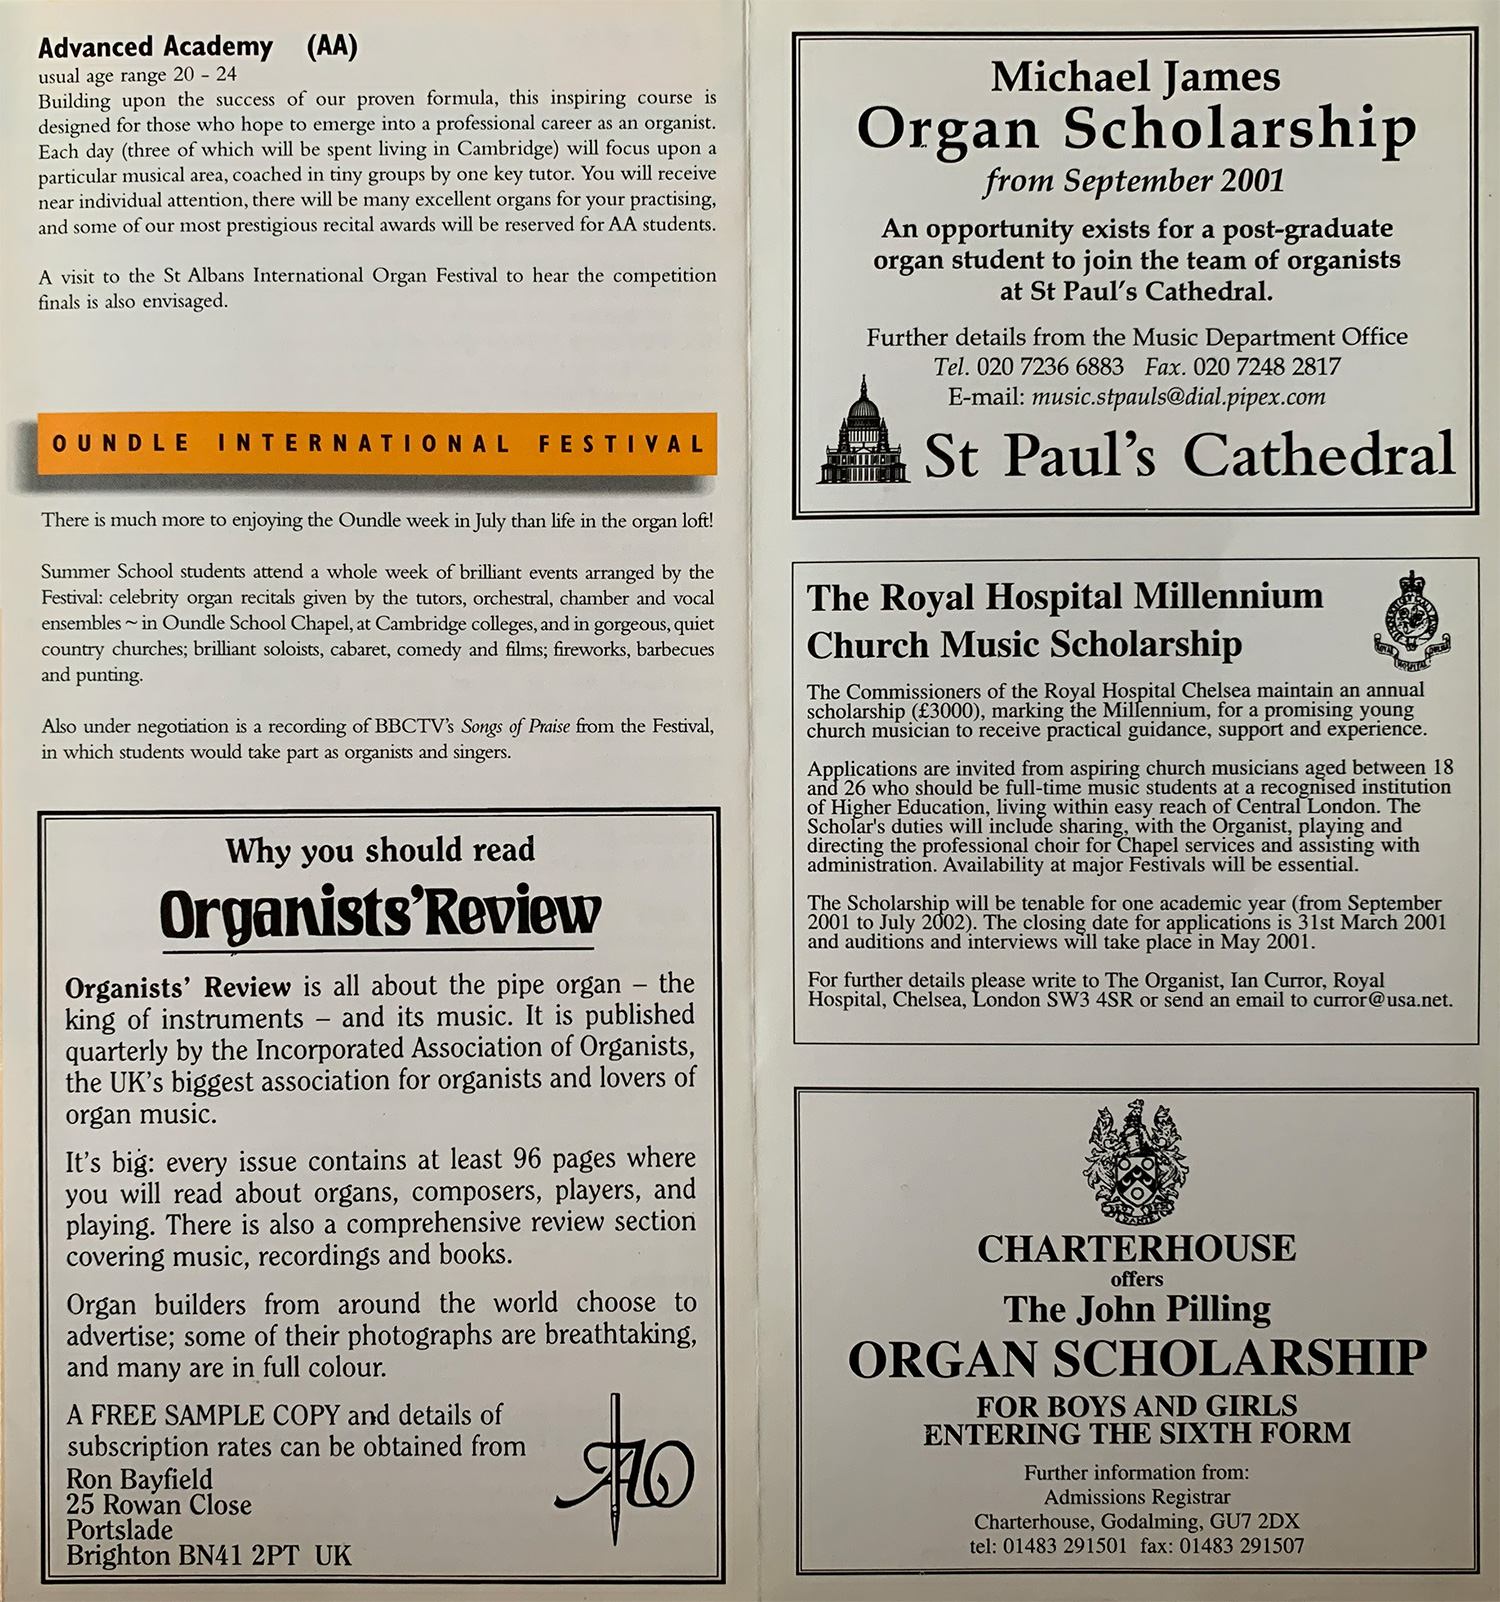 Advanced Academy (AA)
usual age range 20 – 24
Building upon the success of our proven formula, this inspiring course is
designed for those who hope to emerge into a professional career as an organist.
Each day (three of which will be spent living in Cambridge) will focus upon a
particular musical area, coached in tiny groups by one key tutor. You will receive
near individual attention, there will be many excellent organs for your practising,
and some of our most prestigious recital awards will be reserved for AA students.
A visit to the St Albans International Organ Festival to hear the competition
finals is also envisaged.
OUNDLE INTERNATIONAL FESTIVAL
There is much more to enjoying the Oundle week in July than life in the organ loft!
Summer School students attend a whole week of brilliant events arranged by the
Festival: celebrity organ recitals given by the tutors, orchestral, chamber and vocal
ensembles ~ in Oundle School Chapel, at Cambridge colleges, and in gorgeous, quiet
country churches; brilliant soloists, cabaret, comedy and films; fireworks, barbecues
and punting.
Also under negotiation is a recording of BBCTV's Songs of Praise from the Festival,
in which students would take part as organists and singers.
Why you should read
Organists' Review
Organists' Review is all about the pipe organ – the
king of instruments – and its music. It is published
quarterly by the Incorporated Association of Organists,
the UK's biggest association for organists and lovers of
organ music.
It's big: every issue contains at least 96 pages where
you will read about organs, composers, players, and
playing. There is also a comprehensive review section
covering music, recordings and books.
Organ builders from around the world choose to
advertise; some of their photographs are breathtaking,
and many are in full colour.
A FREE SAMPLE COPY and details of
subscription rates can be obtained from
Ron Bayfield
25 Rowan Close
Portslade
Brighton BN41 2PT UK
Michael James
Organ Scholarship
from September 2001
An opportunity exists for a post-graduate
organ student to join the team of organists
at St Paul's Cathedral.
Further details from the Music Department Office
Tel. 020 7236 6883 Fax. 020 7248 2817
E-mail: music.stpauls@dial.pipex.com
St Paul's Cathedral
The Royal Hospital Millennium
Church Music Scholarship
The Commissioners of the Royal Hospital Chelsea maintain an annual
scholarship (£3000), marking the Millennium, for a promising young
church musician to receive practical guidance, support and experience.
Applications are invited from aspiring church musicians aged between 18
and 26 who should be full-time music students at a recognised institution
of Higher Education, living within easy reach of Central London. The
Scholar's duties will include sharing, with the Organist, playing and
directing the professional choir for Chapel services and assisting with
administration. Availability at major Festivals will be essential.
The Scholarship will be tenable for one academic year (from September
2001 to July 2002). The closing date for applications is 31st March 2001
and auditions and interviews will take place in May 2001.
For further details please write to The Organist, Ian Curror, Royal
Hospital, Chelsea, London SW3 4SR or send an email to curror@usa.net.
CHARTERHOUSE
offers
The John Pilling
ORGAN SCHOLARSHIP
FOR BOYS AND GIRLS
ENTERING THE SIXTH FORM
Further information from:
Admissions Registrar
Charterhouse, Godalming, GU7 2DX
tel: 01483 291501 fax: 01483 291507